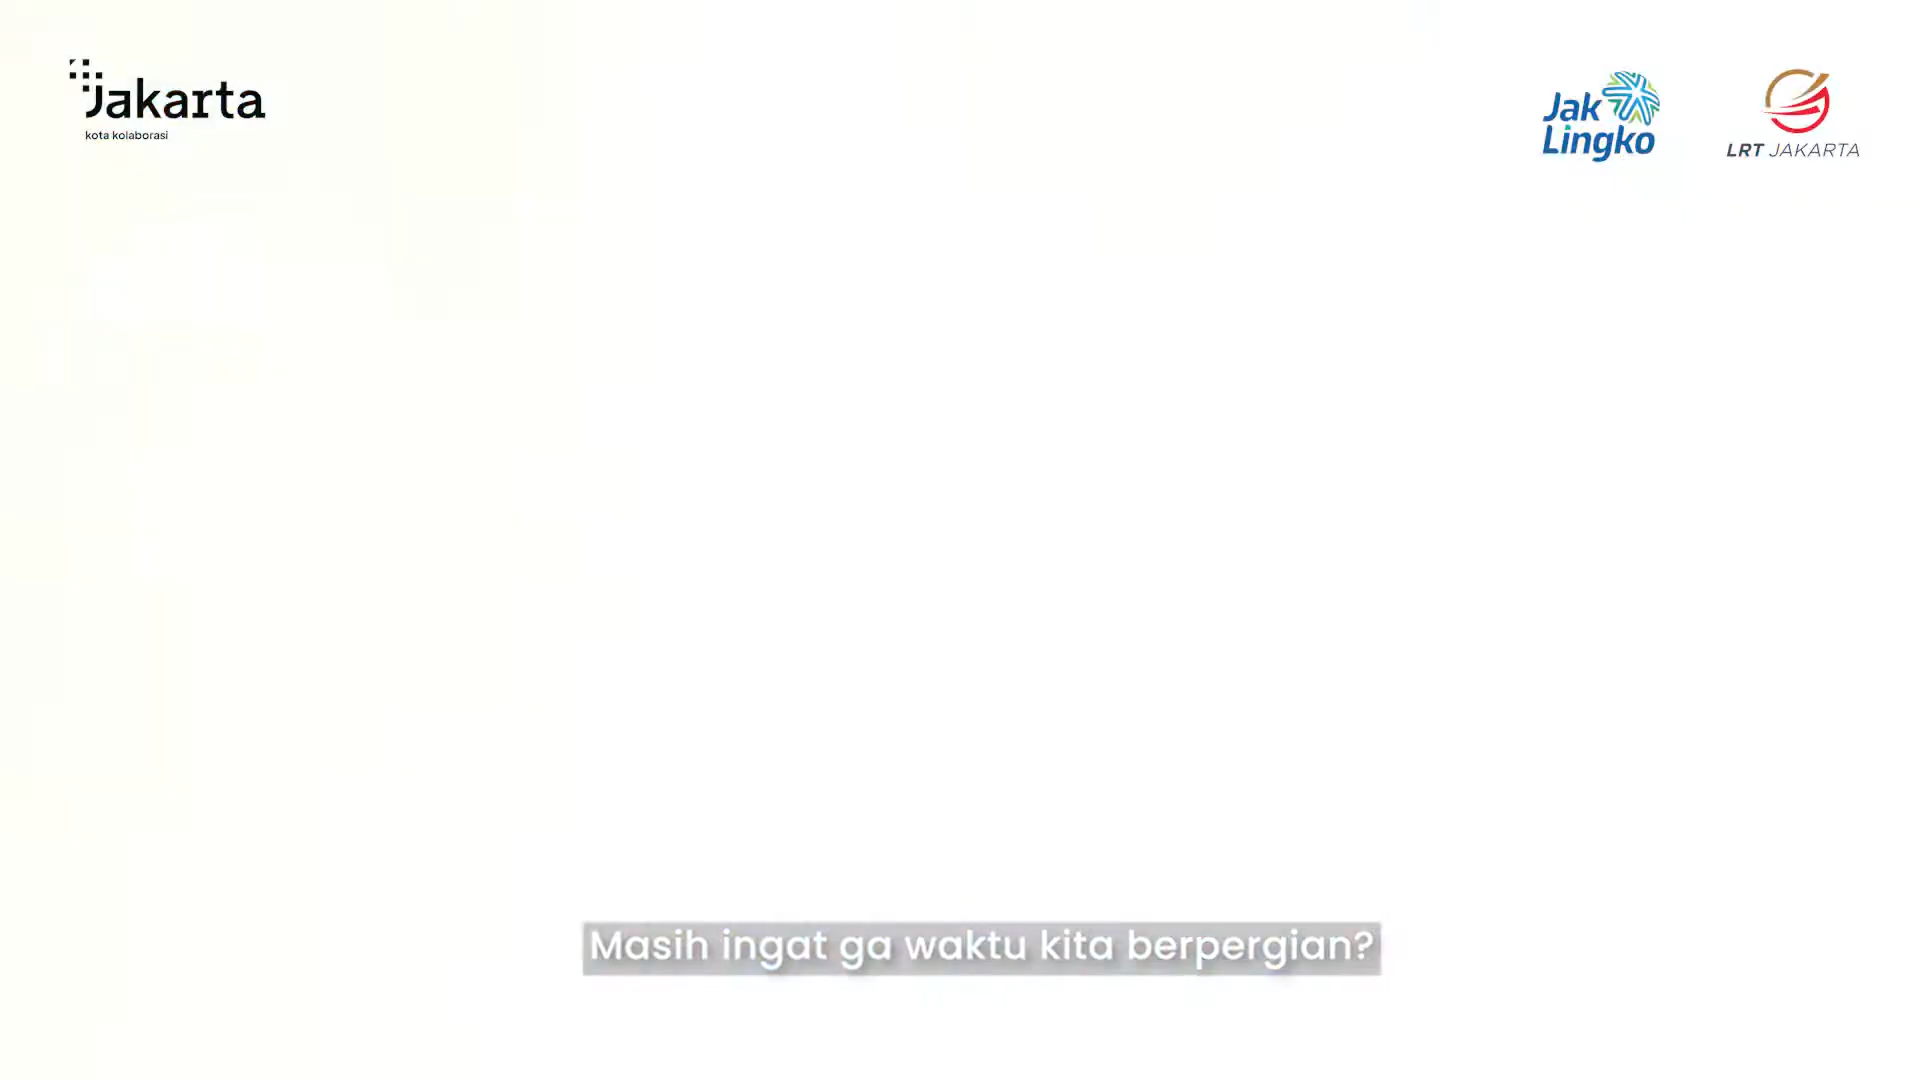 Jakarta
kota kolaborasi
Jak
Lingko
LRT JAKARTA
Masih ingat ga waktu kita berpergian?